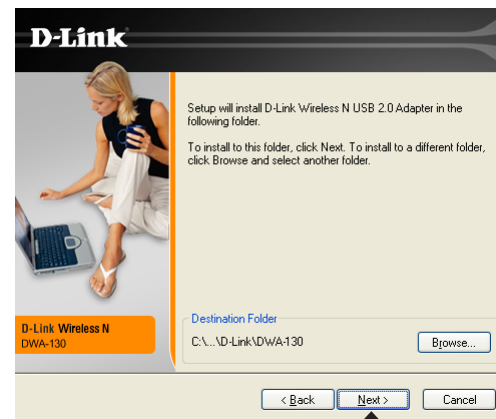 D-Link
Setup will install D-Link Wireless N USB 2.0 Adapter in the
following folder.
To install to this folder, click Next. To install to a different folder,
click Browse and select another folder.
D-Link Wireless N
DWA-130
Destination Folder
C:\...\D-Link\DWA-130
Browse...
< Back
Next >
Cancel